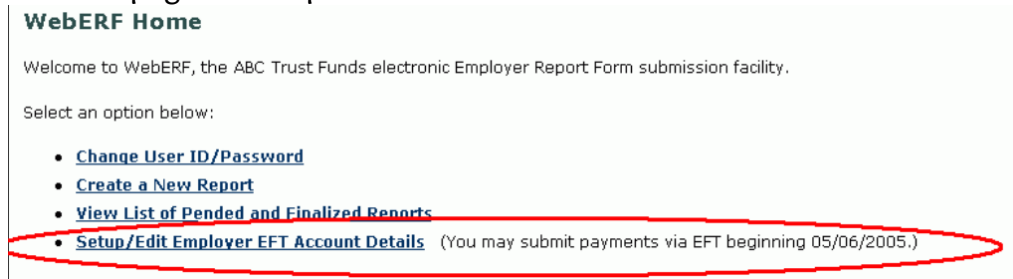 WebERF Home
Welcome to WebERF, the ABC Trust Funds electronic Employer Report Form submission facility.
Select an option below:
• Change User ID/Password
• Create a New Report
• View List of Pended and Finalized Reports
• Setup/Edit Employer EFT Account Details (You may submit payments via EFT beginning 05/06/2005.)